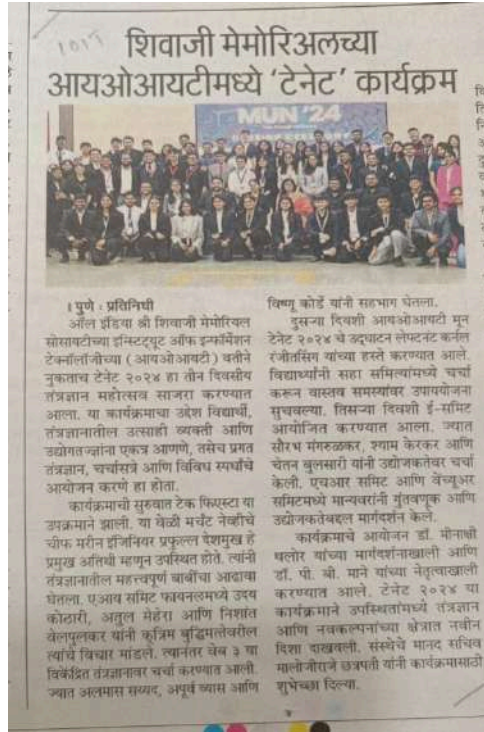 IOIT
शिवाजी मेमोरिअलच्या
आयओआयटीमध्ये 'टेनेट' कार्यक्रम
MUN '24
। पुणे : प्रतिनिधी
ऑल इंडिया श्री शिवाजी मेमोरियल
सोसायटीच्या इन्स्टिट्यूट ऑफ इन्फॉर्मेशन
टेक्नॉलॉजीच्या (आयओआयटी) वतीने
नुकताच टेनेट २०२४ हा तीन दिवसीय
तंत्रज्ञान महोत्सव साजरा करण्यात
आला. या कार्यक्रमाचा उद्देश विद्यार्थी,
तंत्रज्ञानातील उत्साही व्यक्ती आणि
उद्योगतज्ज्ञांना एकत्र आणणे, तसेच प्रगत
तंत्रज्ञान, चर्चासत्रे आणि विविध स्पर्धांचे
आयोजन करणे हा होता.
कार्यक्रमाची सुरुवात टेक फिएस्टा या
उपक्रमाने झाली. या वेळी मर्चंट नेव्हीचे
चीफ मरीन इंजिनियर प्रफुल्ल देशमुख हे
प्रमुख अतिथी म्हणून उपस्थित होते. त्यांनी
तंत्रज्ञानातील महत्त्वपूर्ण बाबींचा आढावा
घेतला. एआय समिट फायनलमध्ये उदय
कोठारी, अतुल मेहेरा आणि निशांत
वेलपूलकर यांनी कृत्रिम बुद्धिमत्तेवरील
त्यांचे विचार मांडले. त्यानंतर वेब ३ या
विकेंद्रित तंत्रज्ञानावर चर्चा करण्यात आली.
ज्यात अलमास सय्यद, अपूर्व व्यास आणि
विष्णू कोर्डे यांनी सहभाग घेतला.
दुसऱ्या दिवशी आयओआयटी मून
टेनेट २०२४ चे उद्घाटन लेफ्टनंट कर्नल
रंजीतसिंग यांच्या हस्ते करण्यात आले.
विद्यार्थ्यांनी सहा समित्यांमध्ये चर्चा
करून वास्तव समस्यांवर उपाययोजना
सुचवल्या. तिसऱ्या दिवशी ई-समिट
आयोजित करण्यात आला. ज्यात
सौरभ मंगरुळकर, श्याम केरकर आणि
चेतन बुलसारी यांनी उद्योजकतेवर चर्चा
केली. एचआर समिट आणि वेंच्युअर
समिटमध्ये मान्यवरांनी गुंतवणूक आणि
उद्योजकतेबद्दल मार्गदर्शन केले.
कार्यक्रमाचे आयोजन डॉ. मीनाक्षी
थलोर यांच्या मार्गदर्शनाखाली आणि
डॉ. पी. बी. माने यांच्या नेतृत्वाखाली
करण्यात आले. टेनेट २०२४ या
कार्यक्रमाने उपस्थितांमध्ये तंत्रज्ञान
आणि नवकल्पनांच्या क्षेत्रात नवीन
दिशा दाखवली. संस्थेचे मानद सचिव
मालोजीराजे छत्रपती यांनी कार्यक्रमासाठी
शुभेच्छा दिल्या.